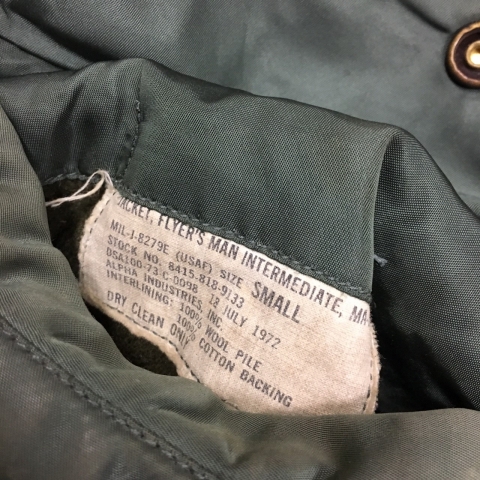 JACKET, FLYER'S MAN INTERMEDIATE, MA
MIL-J-8279E (USAF) SIZE SMALL
STOCK NO. 8415-818-9133
DSA100-73-C-0098 18 JULY 1972
ALPHA INDUSTRIES, INC.
INTERLINING: 100% WOOL PILE
100% COTTON BACKING
DRY CLEAN ONLY